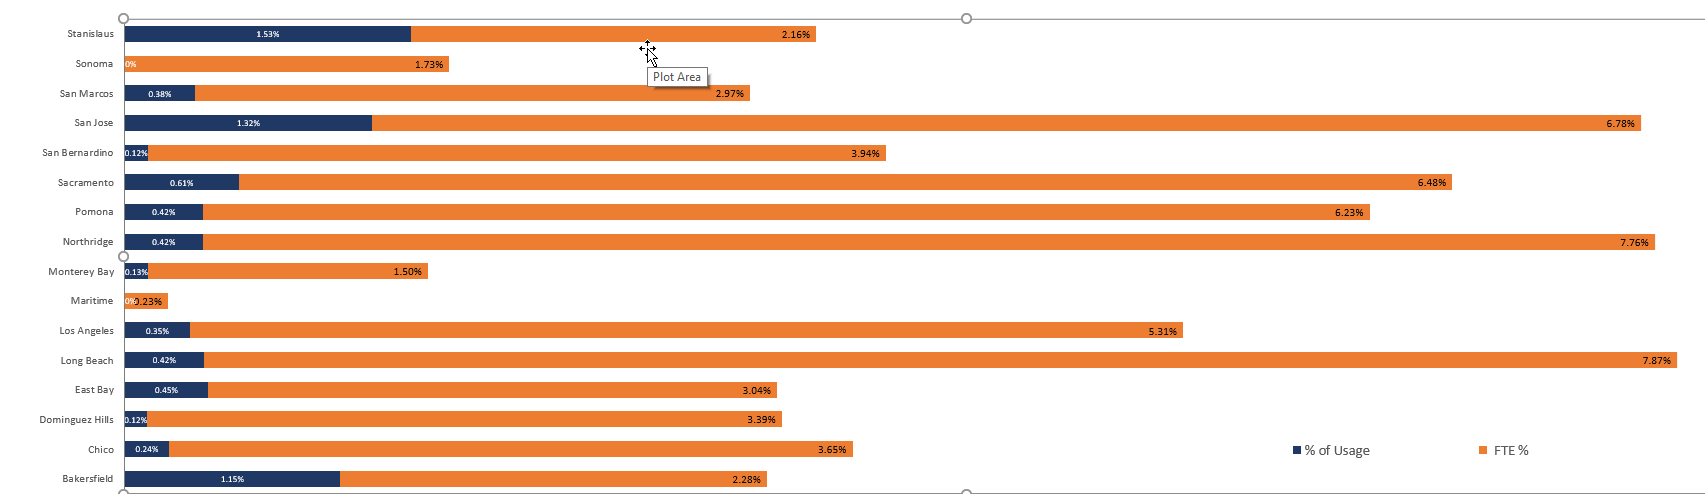 Stanislaus 1.53% 2.16%
Plot Area
Sonoma 0% 1.73%
San Marcos 0.38% 2.97%
San Jose 1.32% 6.78%
San Bernardino 0.12% 3.94%
Sacramento 0.61% 6.48%
Pomona 0.42% 6.23%
Northridge 0.42% 7.76%
Monterey Bay 0.13% 1.50%
Maritime 0% 0.23%
Los Angeles 0.35% 5.31%
Long Beach 0.42% 7.87%
East Bay 0.45% 3.04%
Dominguez Hills 0.12% 3.39%
Chico 0.24% 3.65%
% of Usage FTE %
Bakersfield 1.15% 2.28%